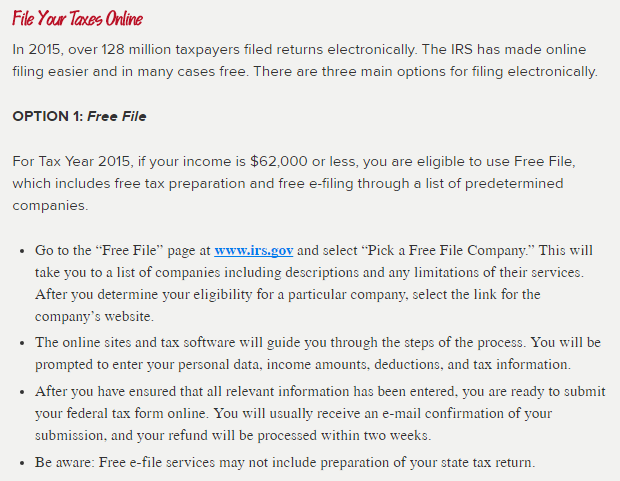 File Your Taxes Online
In 2015, over 128 million taxpayers filed returns electronically. The IRS has made online
filing easier and in many cases free. There are three main options for filing electronically.
OPTION 1: Free File
For Tax Year 2015, if your income is $62,000 or less, you are eligible to use Free File,
which includes free tax preparation and free e-filing through a list of predetermined
companies.
• Go to the “Free File” page at www.irs.gov and select “Pick a Free File Company.” This will
take you to a list of companies including descriptions and any limitations of their services.
After you determine your eligibility for a particular company, select the link for the
company’s website.
• The online sites and tax software will guide you through the steps of the process. You will be
prompted to enter your personal data, income amounts, deductions, and tax information.
• After you have ensured that all relevant information has been entered, you are ready to submit
your federal tax form online. You will usually receive an e-mail confirmation of your
submission, and your refund will be processed within two weeks.
• Be aware: Free e-file services may not include preparation of your state tax return.